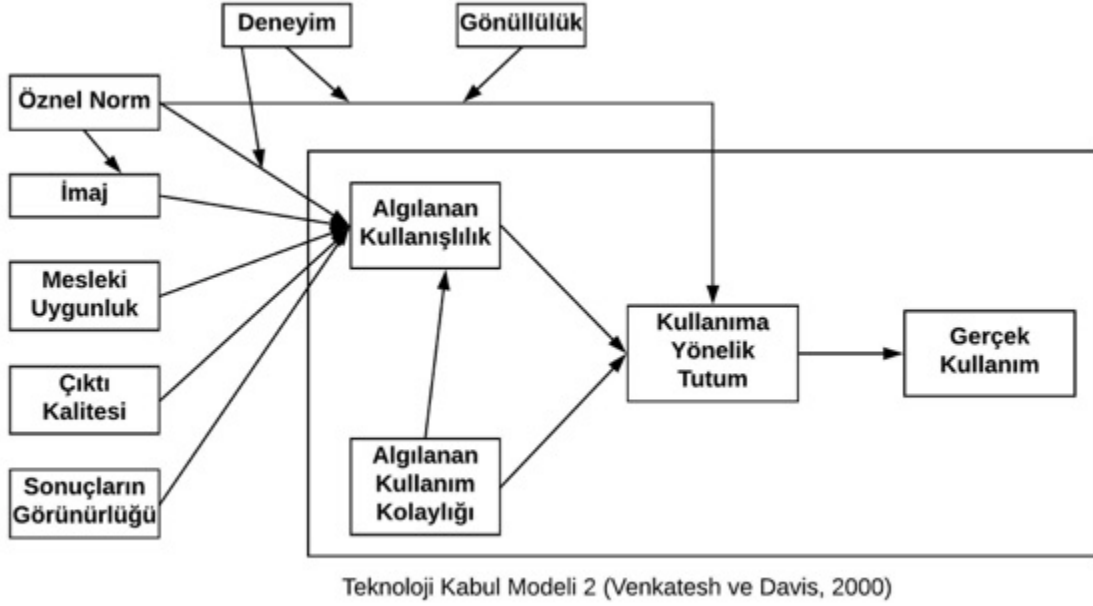 Deneyim
Gönüllülük
Öznel Norm
İmaj
Mesleki
Uygunluk
Çıktı
Kalitesi
Sonuçların
Görünürlüğü
Algılanan
Kullanışlılık
Algılanan
Kullanım
Kolaylığı
Kullanıma
Yönelik
Tutum
Gerçek
Kullanım
Teknoloji Kabul Modeli 2 (Venkatesh ve Davis, 2000)